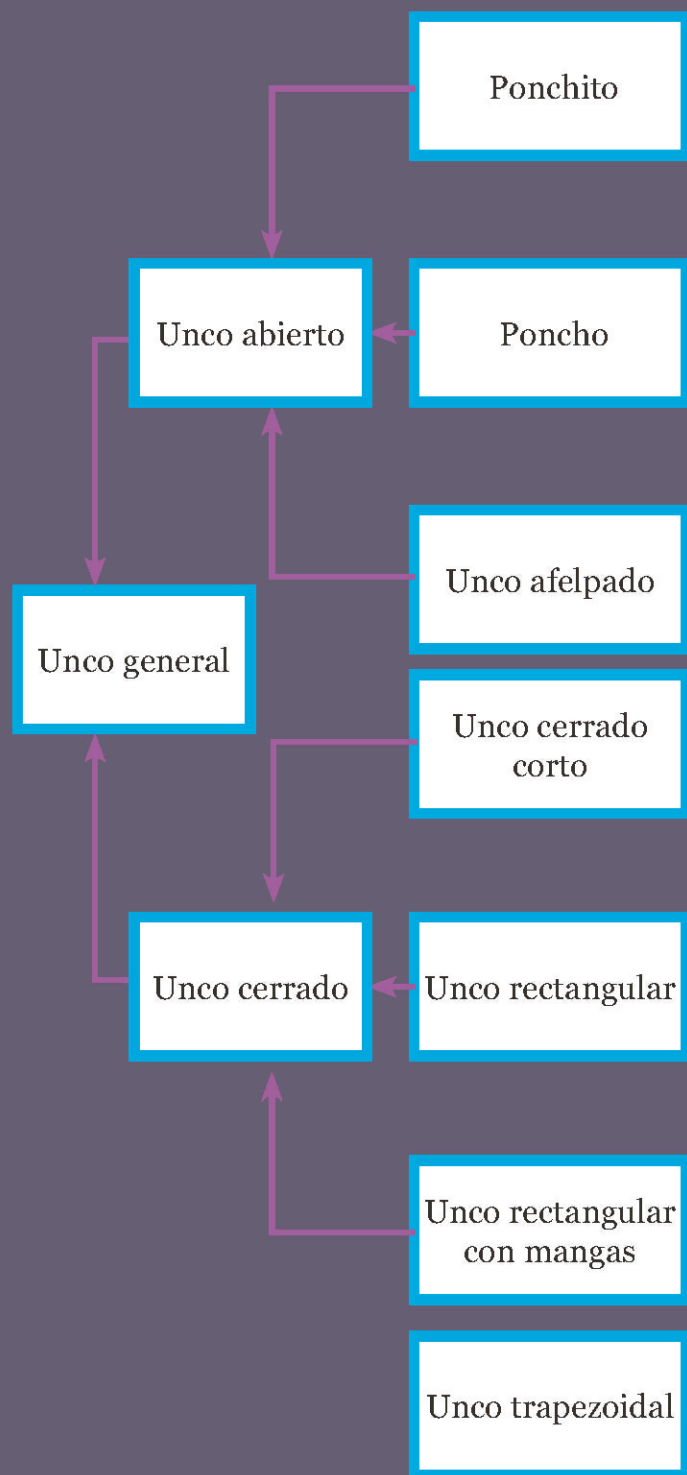 Ponchito
Unco abierto
Poncho
Unco afelpado
Unco general
Unco cerrado
corto
Unco cerrado
Unco rectangular
Unco rectangular
con mangas
Unco trapezoidal